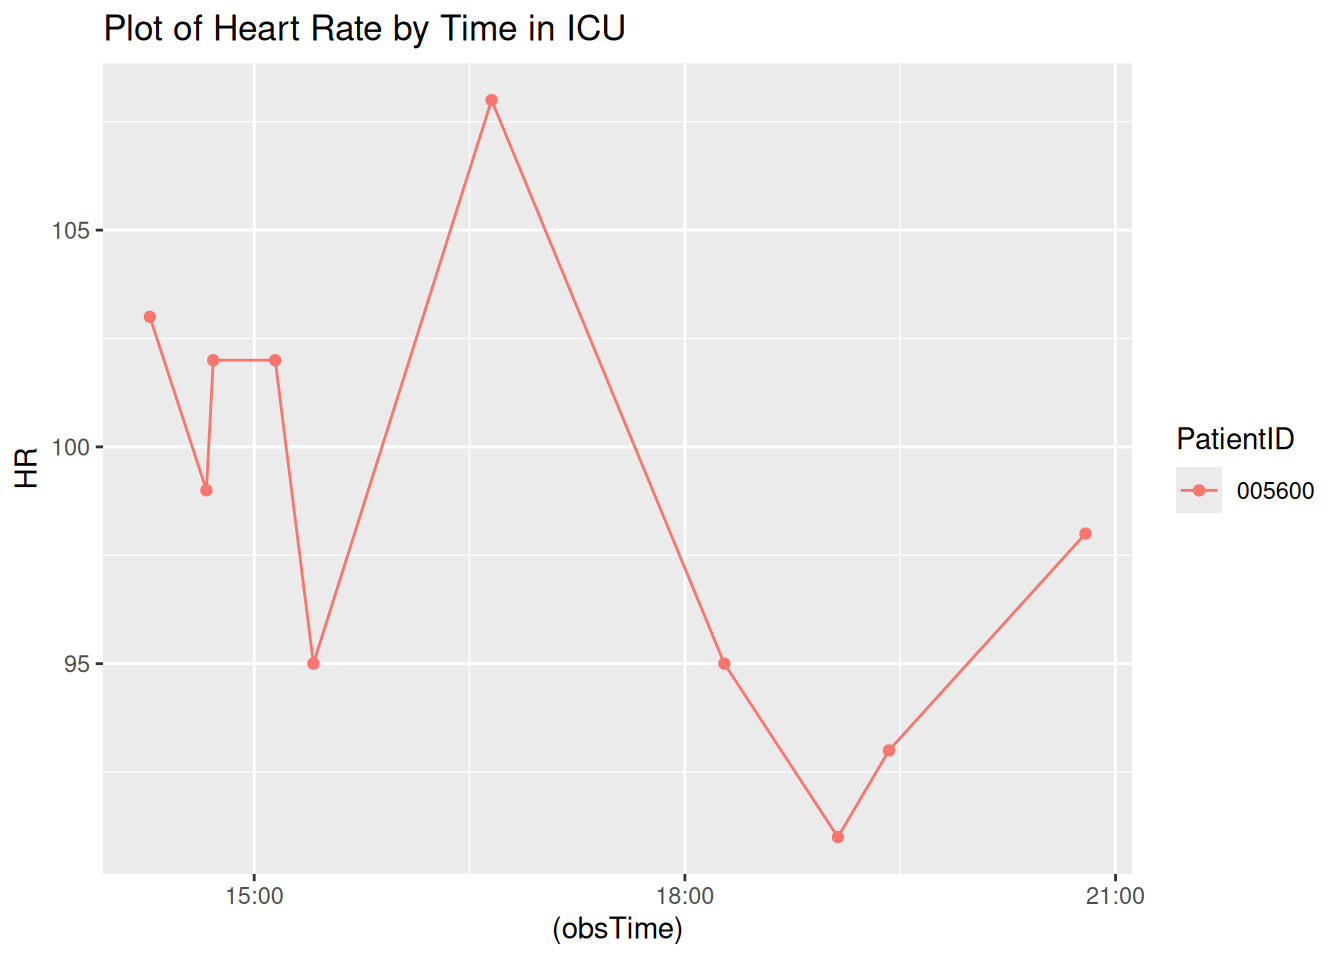 Plot of Heart Rate by Time in ICU
105
100
95
HR
15:00
18:00
21:00
(obsTime)
PatientID
005600